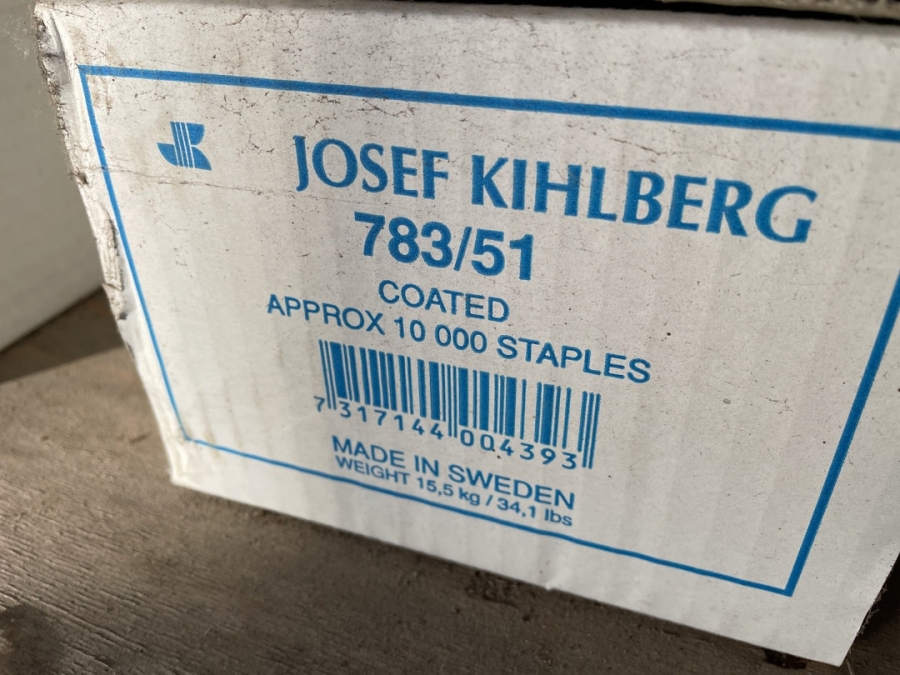 JOSEF KIHLBERG
783/51
COATED
APPROX 10 000 STAPLES
7 317144 004393
MADE IN SWEDEN
WEIGHT 15,5 kg / 34,1 lbs